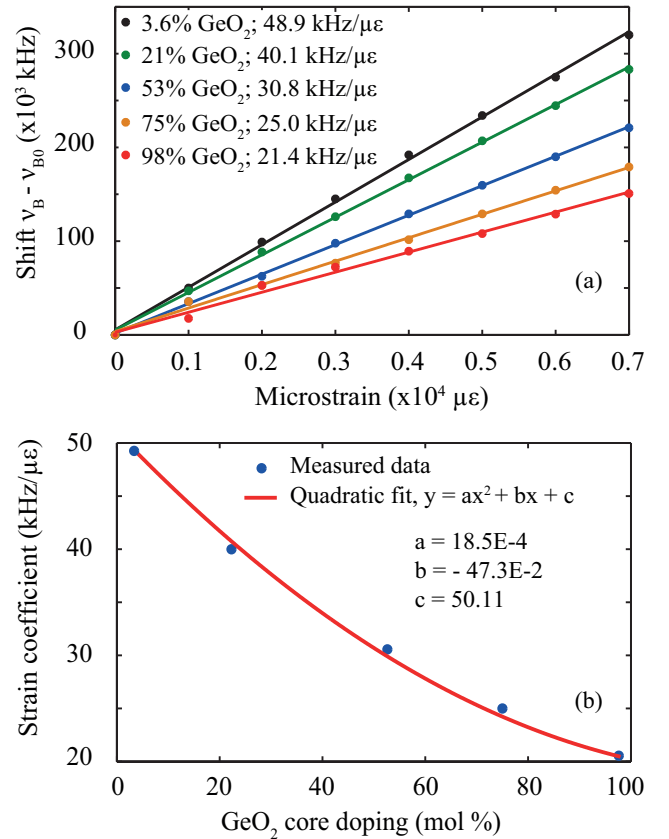 3.6% GeO₂; 48.9 kHz/µε
21% GeO₂; 40.1 kHz/µε
53% GeO₂; 30.8 kHz/µε
75% GeO₂; 25.0 kHz/µε
98% GeO₂; 21.4 kHz/µε
300
200
100
0
Shift ν_B - ν_B0 (x10³ kHz)
(a)
0 0.1 0.2 0.3 0.4 0.5 0.6 0.7
Microstrain (x10⁴ µε)
50
40
30
20
Strain coefficient (kHz/µε)
Measured data
Quadratic fit, y = ax² + bx + c
a = 18.5E-4
b = - 47.3E-2
c = 50.11
(b)
0 20 40 60 80 100
GeO₂ core doping (mol %)